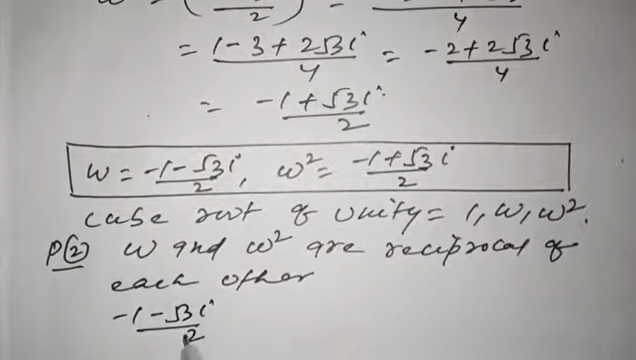 = 1-3+2√3i/4 = -2+2√3i/4
= -1+√3i/2
w = -1-√3i/2, w² = -1+√3i/2
cube root of unity = 1, w, w².
P(2) w and w² are reciprocal of
each other
-1-√3i/2